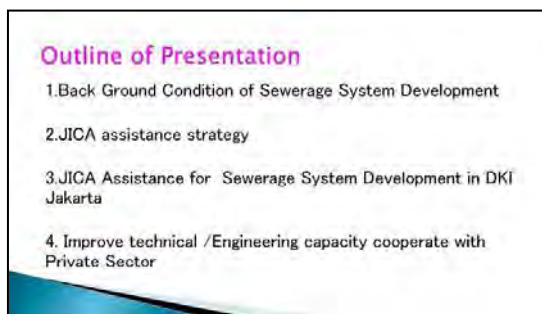 Outline of Presentation
1.Back Ground Condition of Sewerage System Development
2.JICA assistance strategy
3.JICA Assistance for Sewerage System Development in DKI
Jakarta
4. Improve technical /Engineering capacity cooperate with
Private Sector